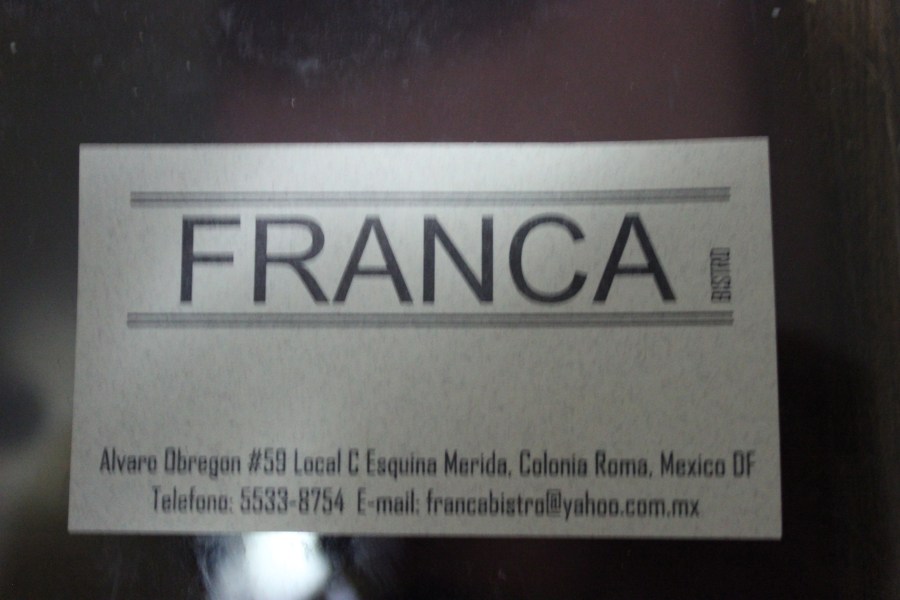 FRANCA
BISTRO
Alvaro Obregon #59 Local C Esquina Merida, Colonia Roma, Mexico DF
Telefono: 5533-8754 E-mail: francabistro@yahoo.com.mx